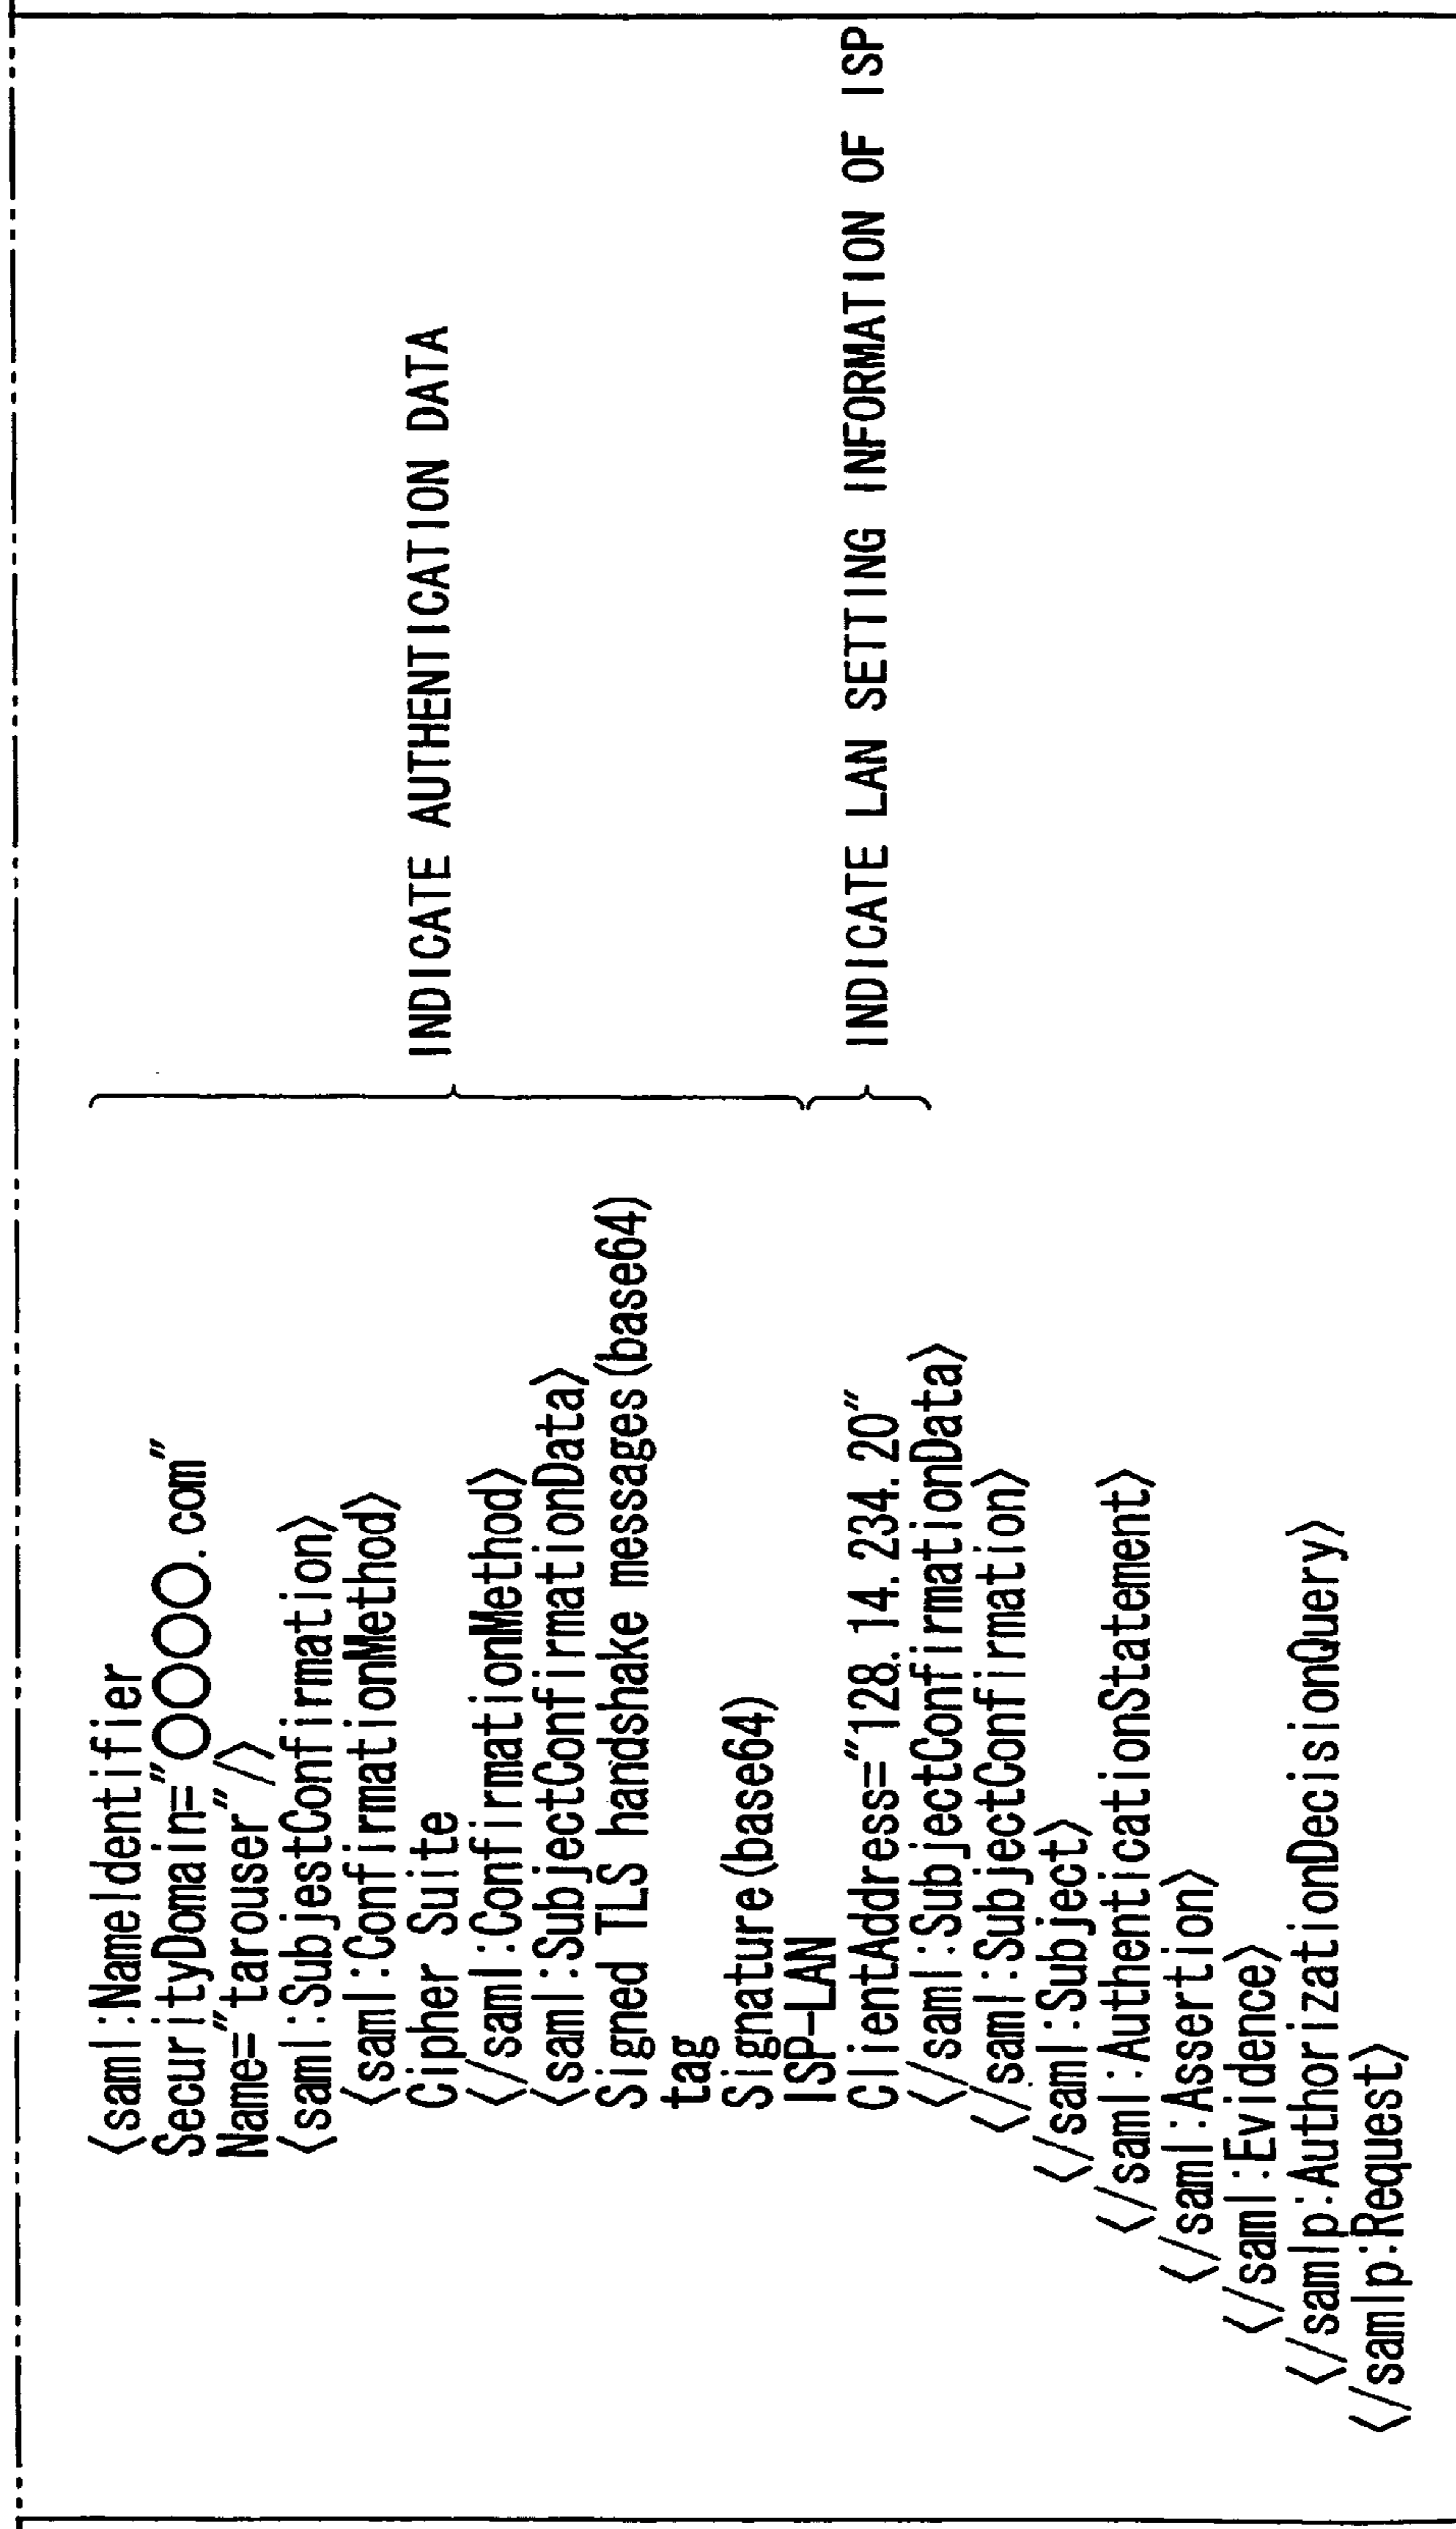 <saml:NameIdentifier
SecurityDomain="○○○○.com"
Name="tarouser"/>
<saml:SubjestConfirmation>
<saml:ConfirmationMethod>
Cipher Suite
</saml:ConfirmationMethod>
<saml:SubjectConfirmationData>
Signed TLS handshake messages(base64)
tag
Signature(base64)
INDICATE AUTHENTICATION DATA
ISP-LAN
ClientAddress="128.14.234.20"
</saml:SubjectConfirmationData>
INDICATE LAN SETTING INFORMATION OF ISP
</saml:SubjectConfirmation>
</saml:Subject>
</saml:AuthenticationStatement>
</saml:Assertion>
</saml:Evidence>
</samlp:AuthorizationDecisionQuery>
</samlp:Request>